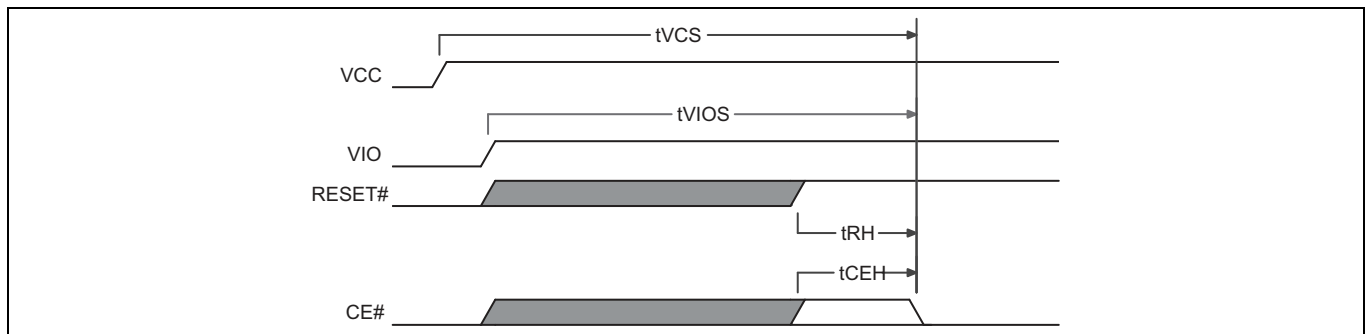 tVCS
VCC
tVIOS
VIO
RESET#
tRH
tCEH
CE#